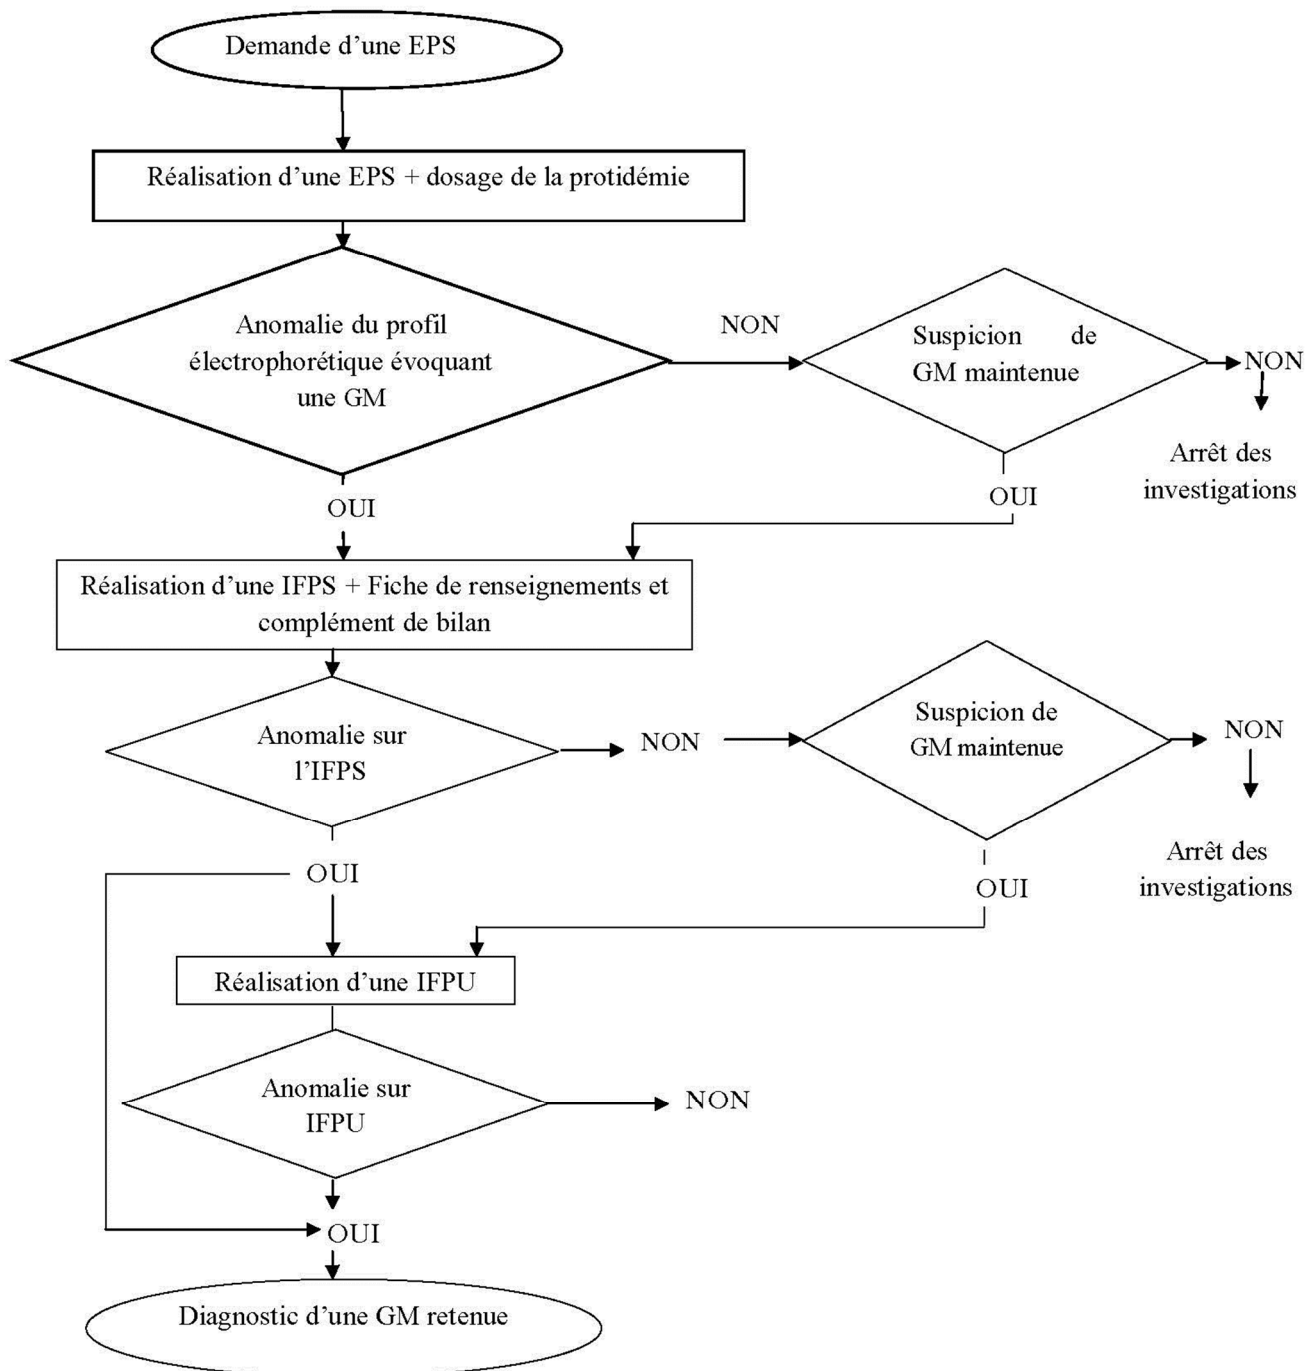 Demande d'une EPS
Réalisation d'une EPS + dosage de la protidémie
Anomalie du profil
électrophorétique évoquant
une GM
NON
Suspicion de
GM maintenue
NON
Arrêt des
investigations
OUI
OUI
Réalisation d'une IFPS + Fiche de renseignements et
complément de bilan
Anomalie sur
l'IFPS
NON
Suspicion de
GM maintenue
NON
Arrêt des
investigations
OUI
OUI
Réalisation d'une IFPU
Anomalie sur
IFPU
NON
OUI
Diagnostic d'une GM retenue